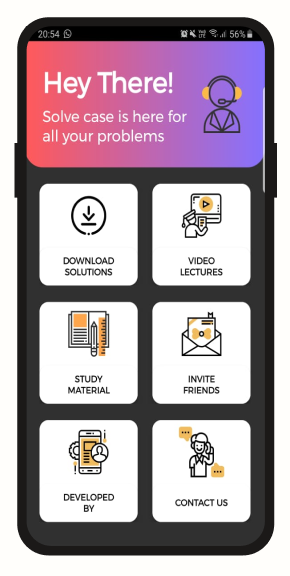 20:54
56%
Hey There!
Solve case is here for
all your problems
DOWNLOAD
SOLUTIONS
VIDEO
LECTURES
STUDY
MATERIAL
INVITE
FRIENDS
DEVELOPED
BY
CONTACT US